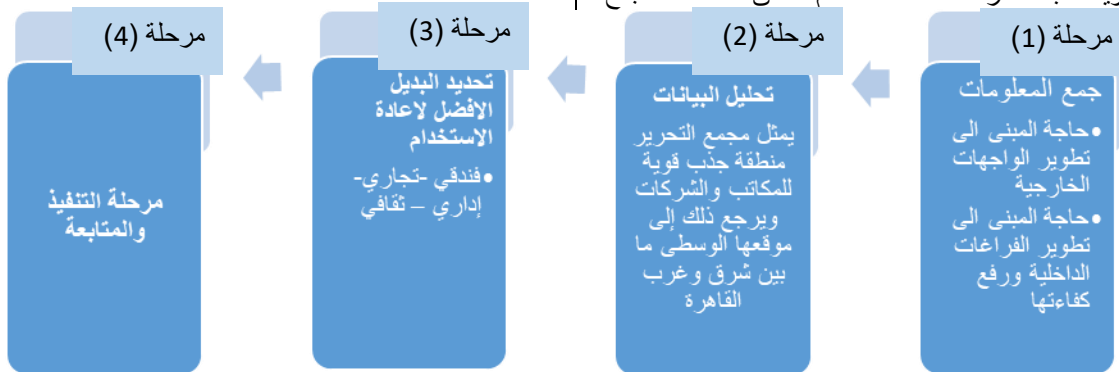 مرحلة (1)
جمع المعلومات
•حاجة المبنى الى
تطوير الواجهات
الخارجية
•حاجة المبنى الى
تطوير الفراغات
الداخلية ورفع
كفاءتها
مرحلة (2)
تحليل البيانات
يمثل مجمع التحرير
منطقة جذب قوية
للمكاتب والشركات
ويرجع ذلك إلى
موقعها الوسطى ما
بين شرق وغرب
القاهرة
مرحلة (3)
تحديد البديل
الافضل لاعادة
الاستخدام
•فندقي -تجاري-
إداري – ثقافي
مرحلة (4)
مرحلة التنفيذ
والمتابعة